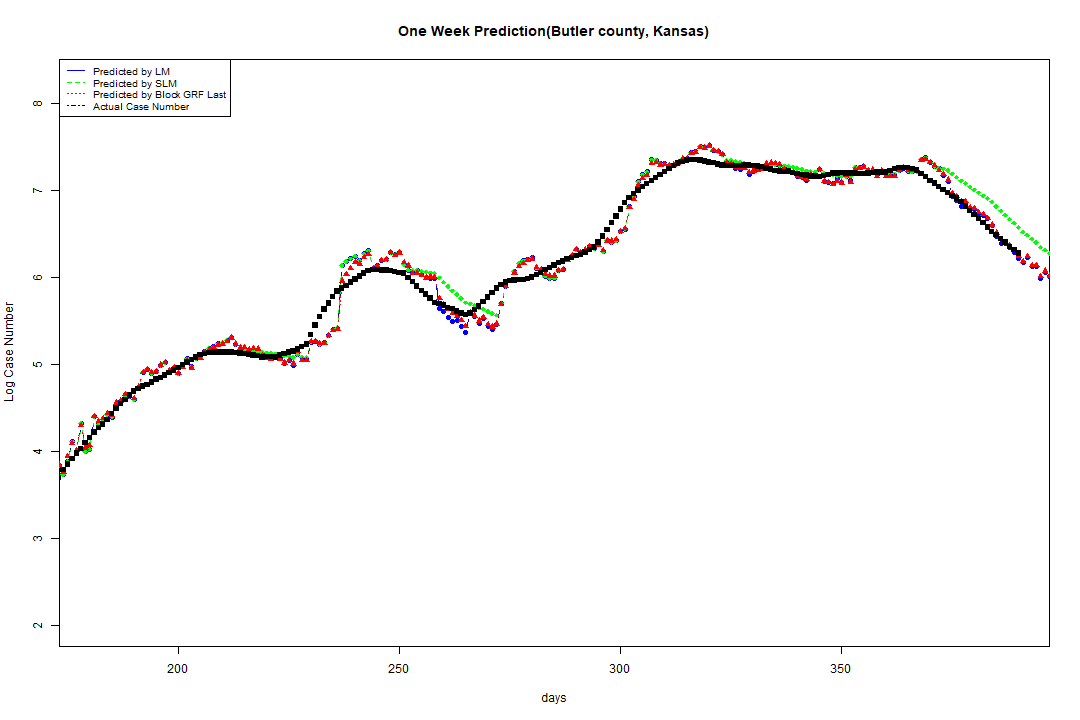 One Week Prediction(Butler county, Kansas)
Predicted by LM
Predicted by SLM
Predicted by Block GRF Last
Actual Case Number
8
7
6
5
4
3
2
Log Case Number
200 250 300 350
days